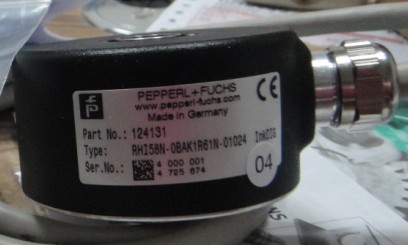 PEPPERL+FUCHS
www.pepperl-fuchs.com
Made in Germany
CE
Part No.: 124131
Type: RHI58N-0BAK1R61N-01024
Ser.No.: 4 000 001
4 725 674
04